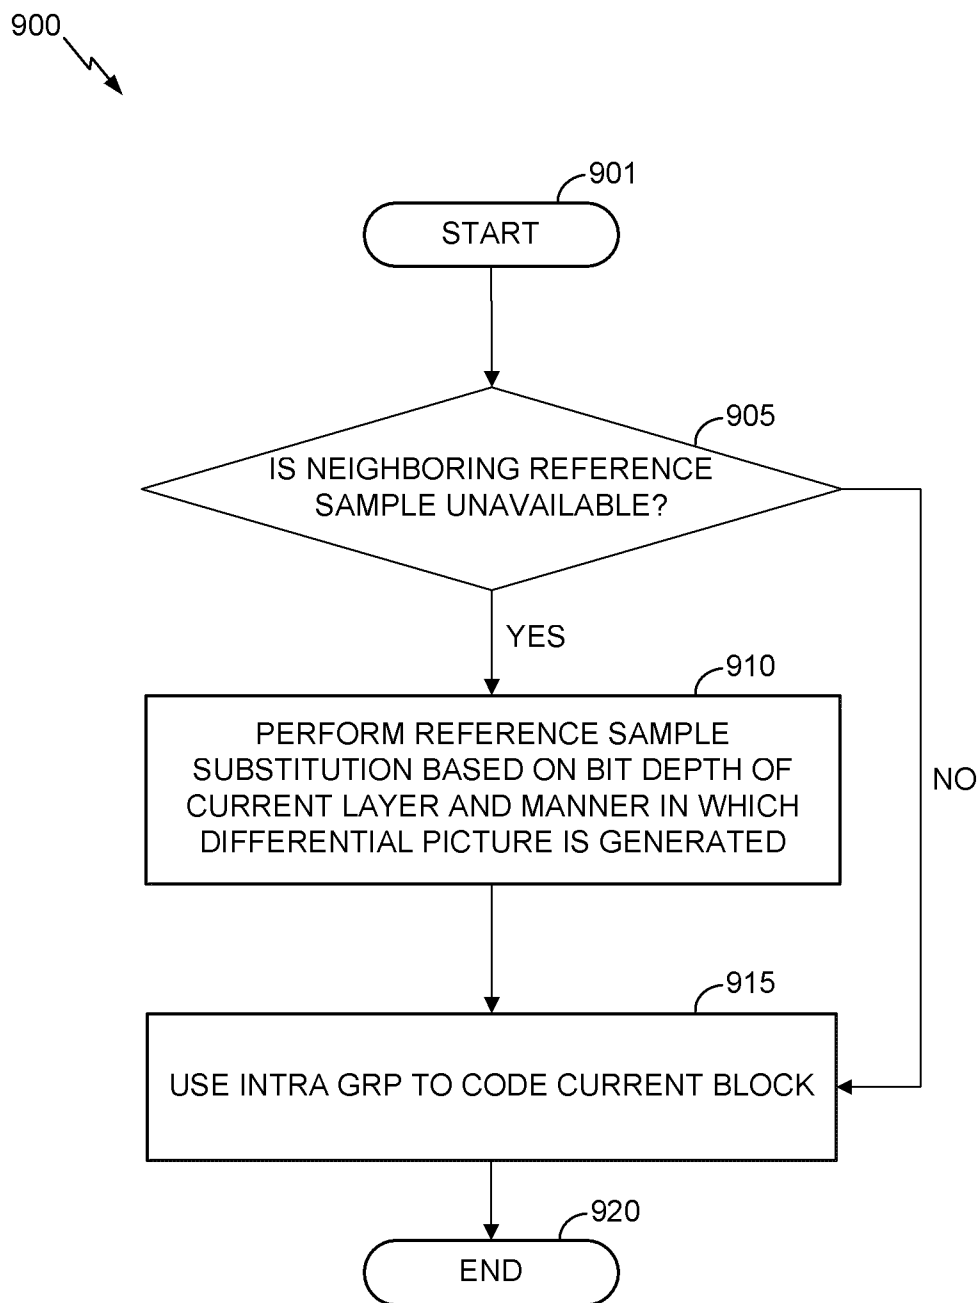 900
901
START
905
IS NEIGHBORING REFERENCE
SAMPLE UNAVAILABLE?
YES
910
PERFORM REFERENCE SAMPLE
SUBSTITUTION BASED ON BIT DEPTH OF
CURRENT LAYER AND MANNER IN WHICH
DIFFERENTIAL PICTURE IS GENERATED
NO
915
USE INTRA GRP TO CODE CURRENT BLOCK
920
END